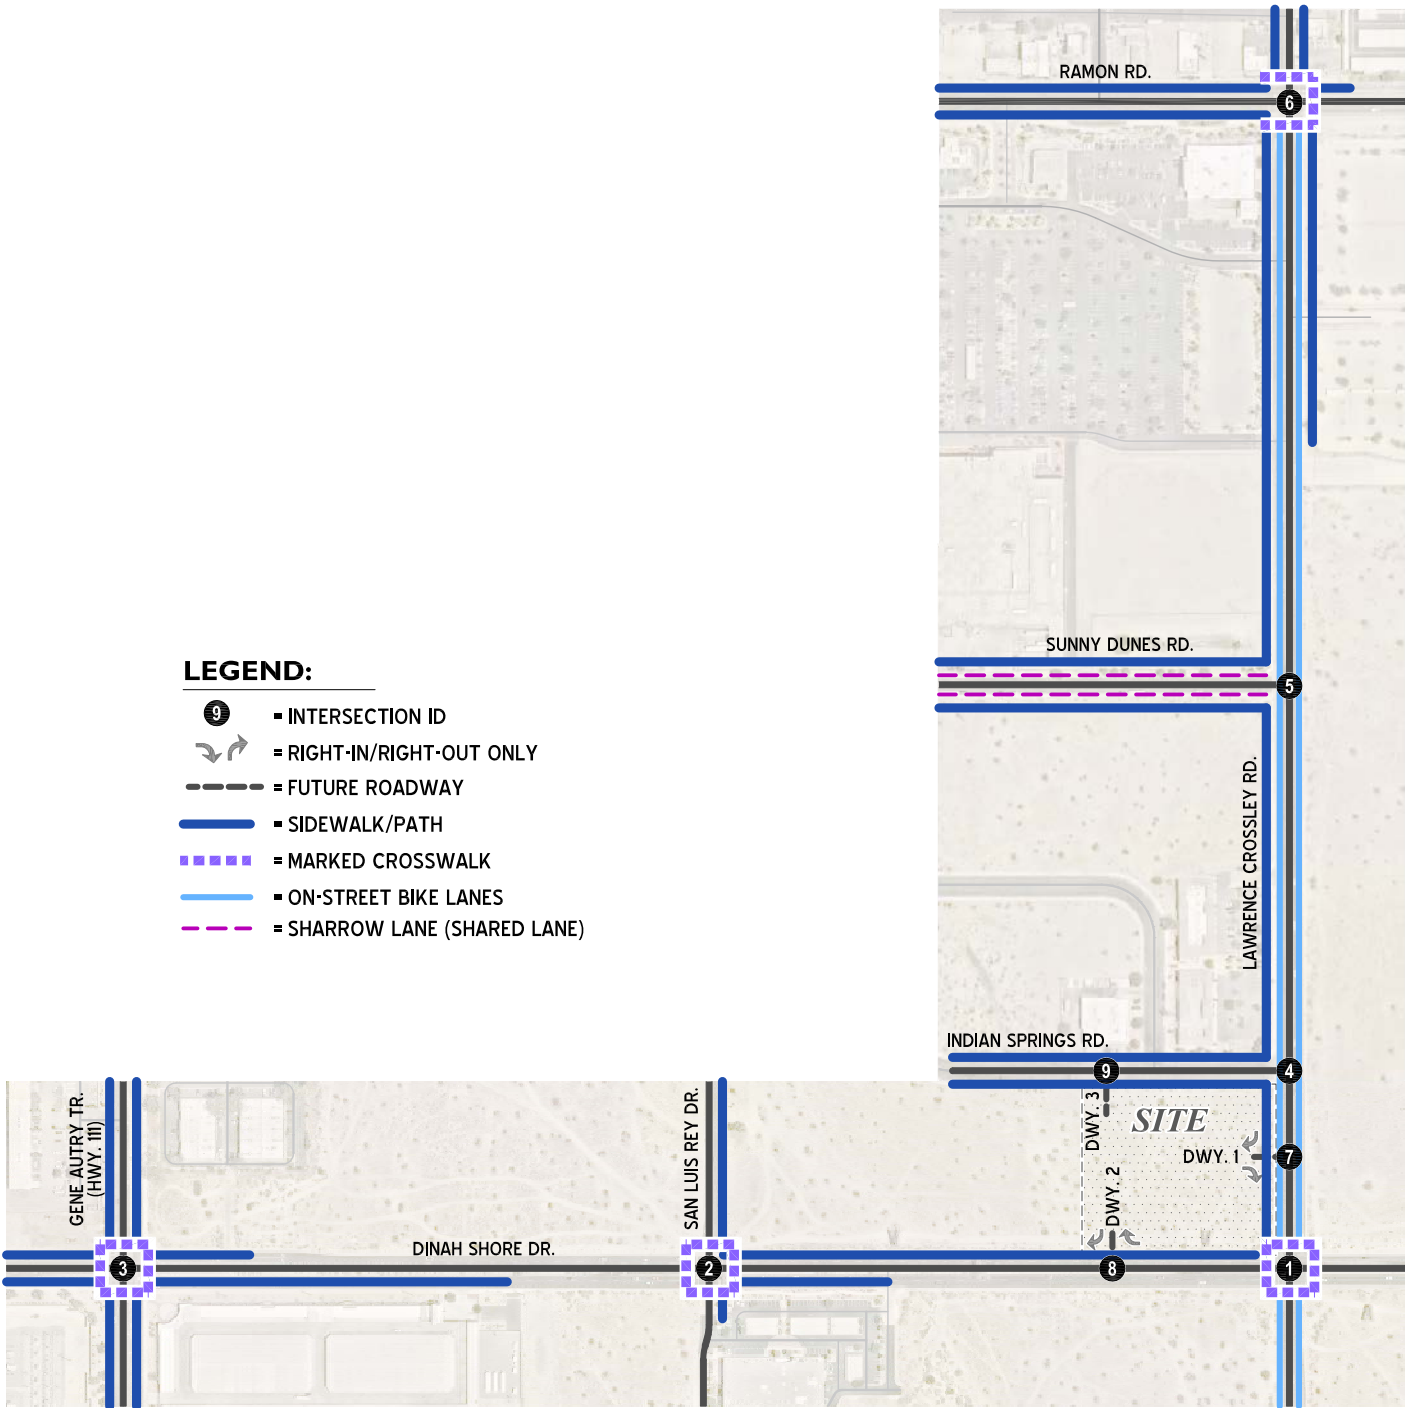 RAMON RD.
6
SUNNY DUNES RD.
5
LEGEND:
9 = INTERSECTION ID
= RIGHT-IN/RIGHT-OUT ONLY
= FUTURE ROADWAY
= SIDEWALK/PATH
= MARKED CROSSWALK
= ON-STREET BIKE LANES
= SHARROW LANE (SHARED LANE)
LAWRENCE CROSSLEY RD.
INDIAN SPRINGS RD.
9
4
DWY. 3
SITE
DWY. 1
7
DWY. 2
GENE AUTRY TR.
(HWY. 111)
SAN LUIS REY DR.
DINAH SHORE DR.
3
2
8
1